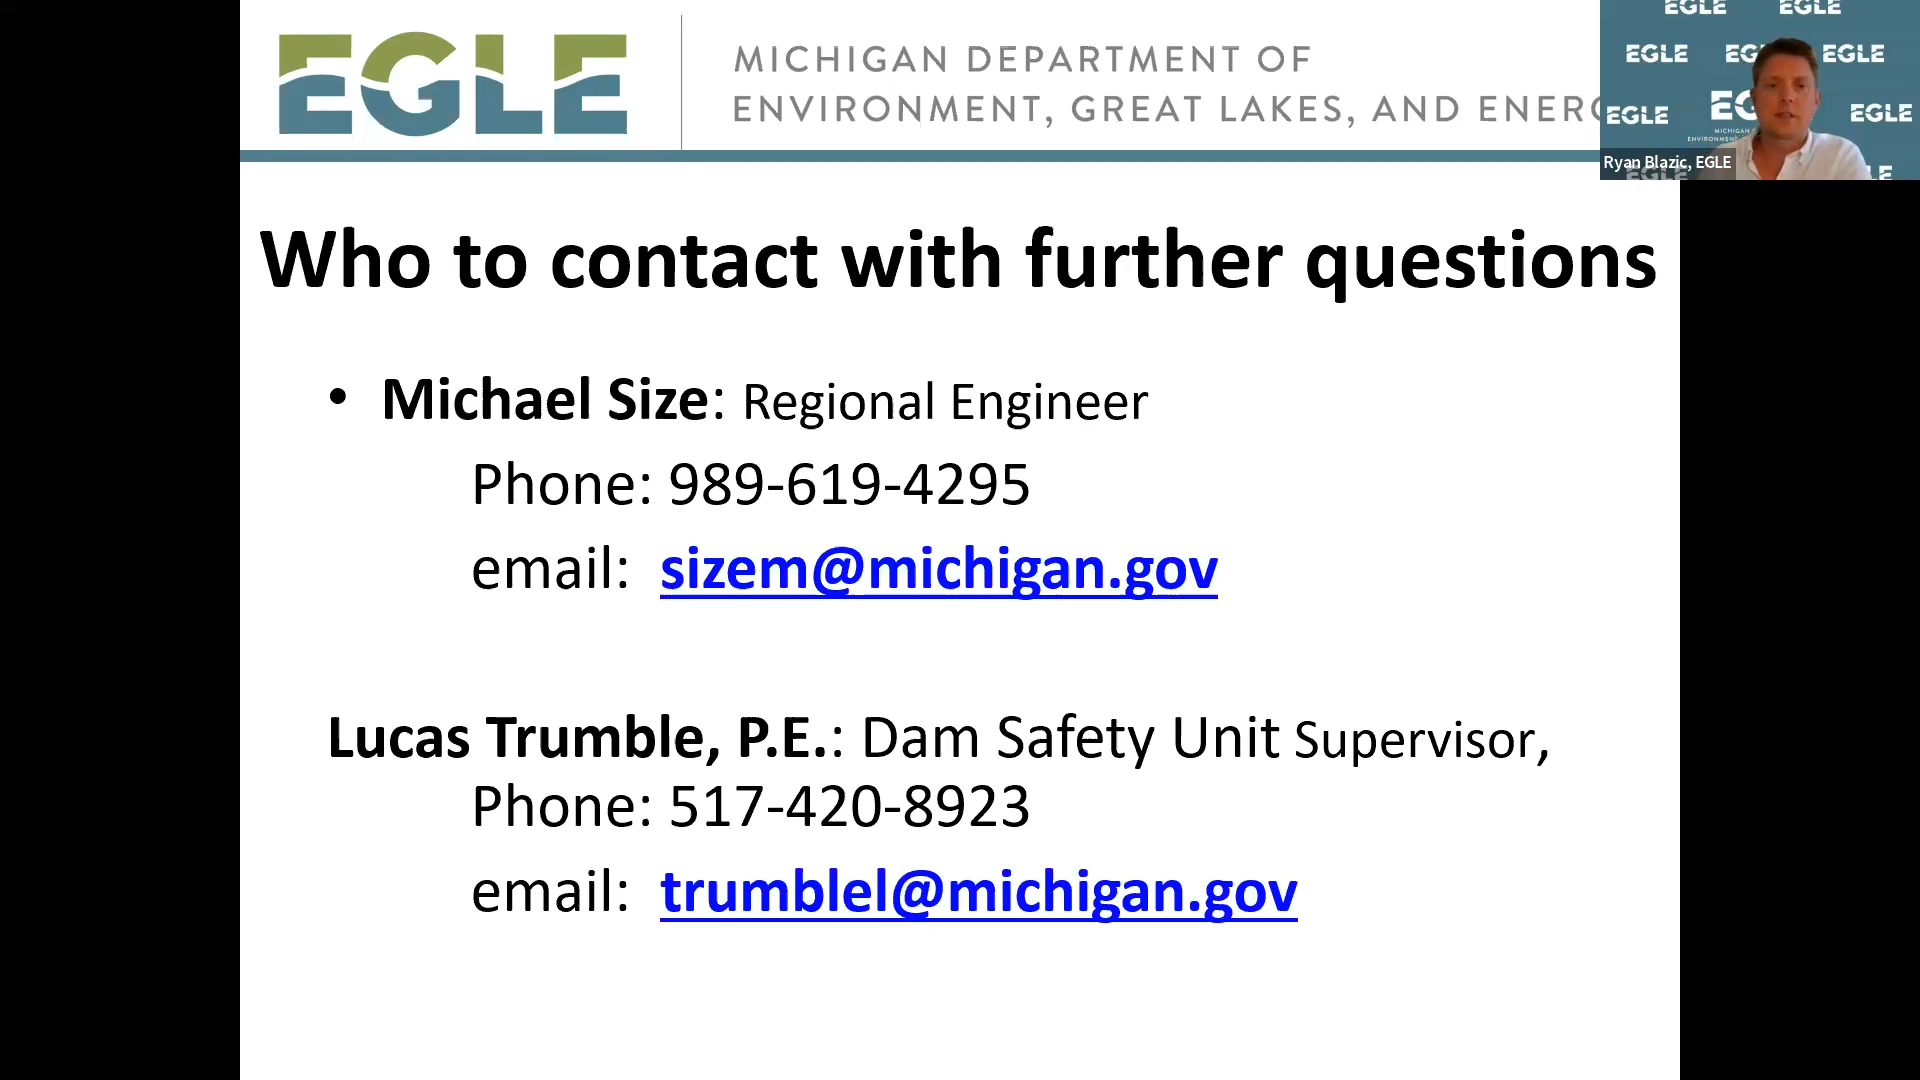 EGLE
MICHIGAN DEPARTMENT OF
ENVIRONMENT, GREAT LAKES, AND
EGLE EGLE
EGLE EGLE
EGLE EGLE
Ryan Blazic, EGLE
Who to contact with further questions
• Michael Size: Regional Engineer
Phone: 989-619-4295
email: sizem@michigan.gov
Lucas Trumble, P.E.: Dam Safety Unit Supervisor,
Phone: 517-420-8923
email: trumblel@michigan.gov